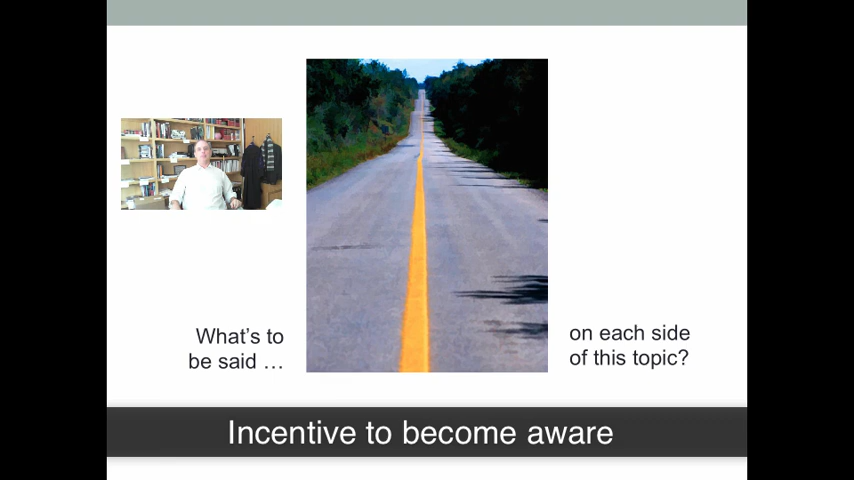 What's to
be said …
on each side
of this topic?
Incentive to become aware